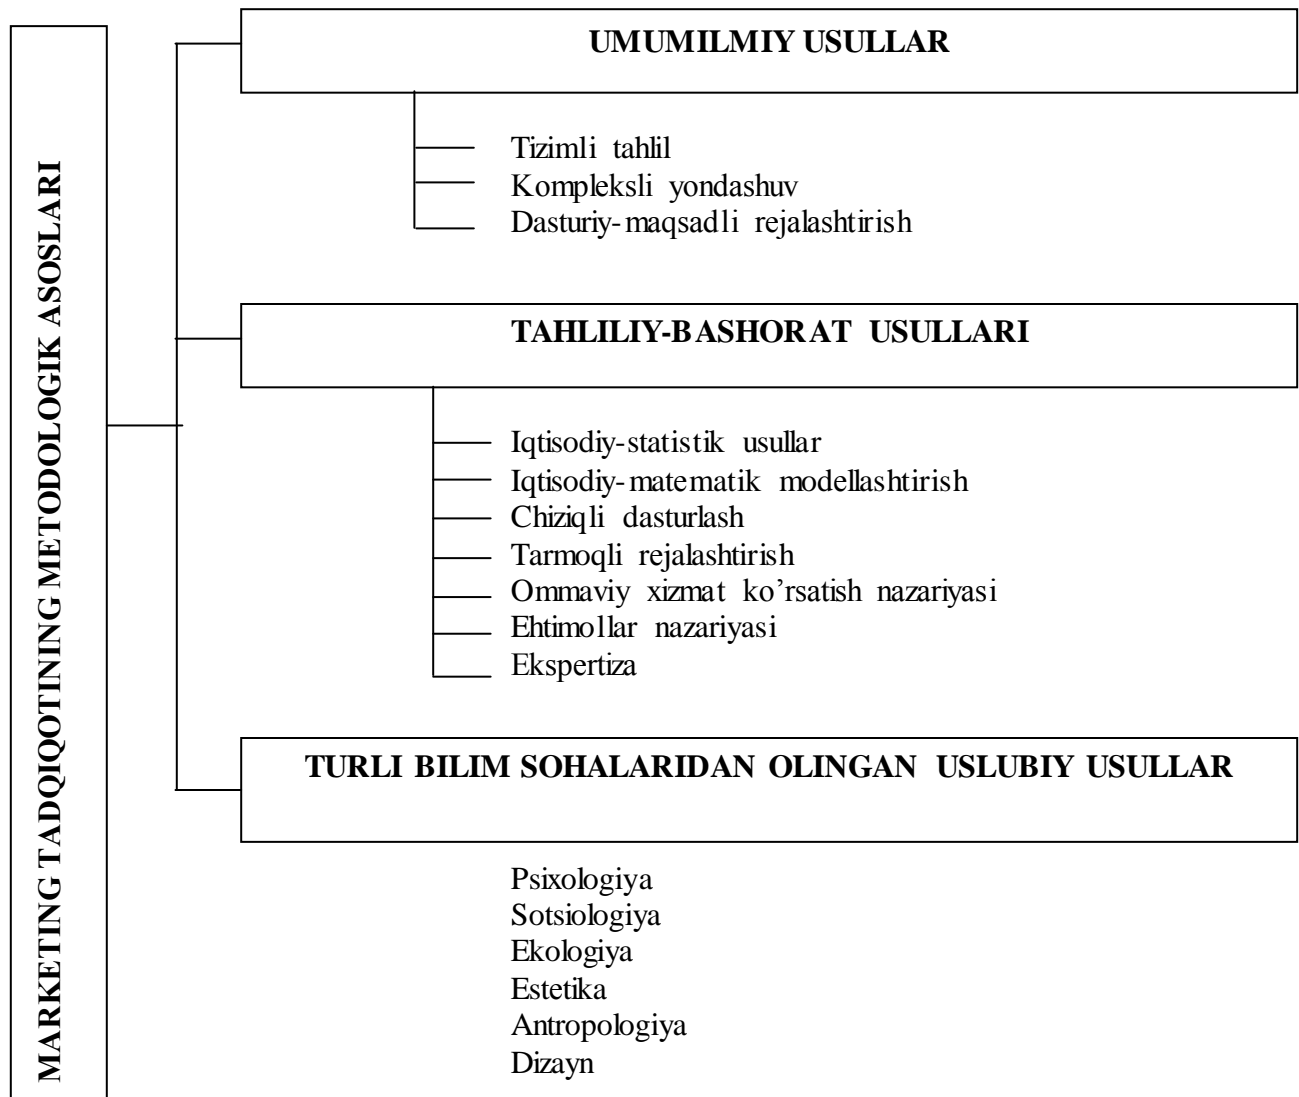 MARKETING TADQIQOTINING METODOLOGIK ASOSLARI
UMUMILMIY USULLAR
Tizimli tahlil
Kompleksli yondashuv
Dasturiy-maqsadli rejalashtirish
TAHLILIY-BASHORAT USULLARI
Iqtisodiy-statistik usullar
Iqtisodiy-matematik modellashtirish
Chiziqli dasturlash
Tarmoqli rejalashtirish
Ommaviy xizmat ko’rsatish nazariyasi
Ehtimollar nazariyasi
Ekspertiza
TURLI BILIM SOHALARIDAN OLINGAN USLUBIY USULLAR
Psixologiya
Sotsiologiya
Ekologiya
Estetika
Antropologiya
Dizayn